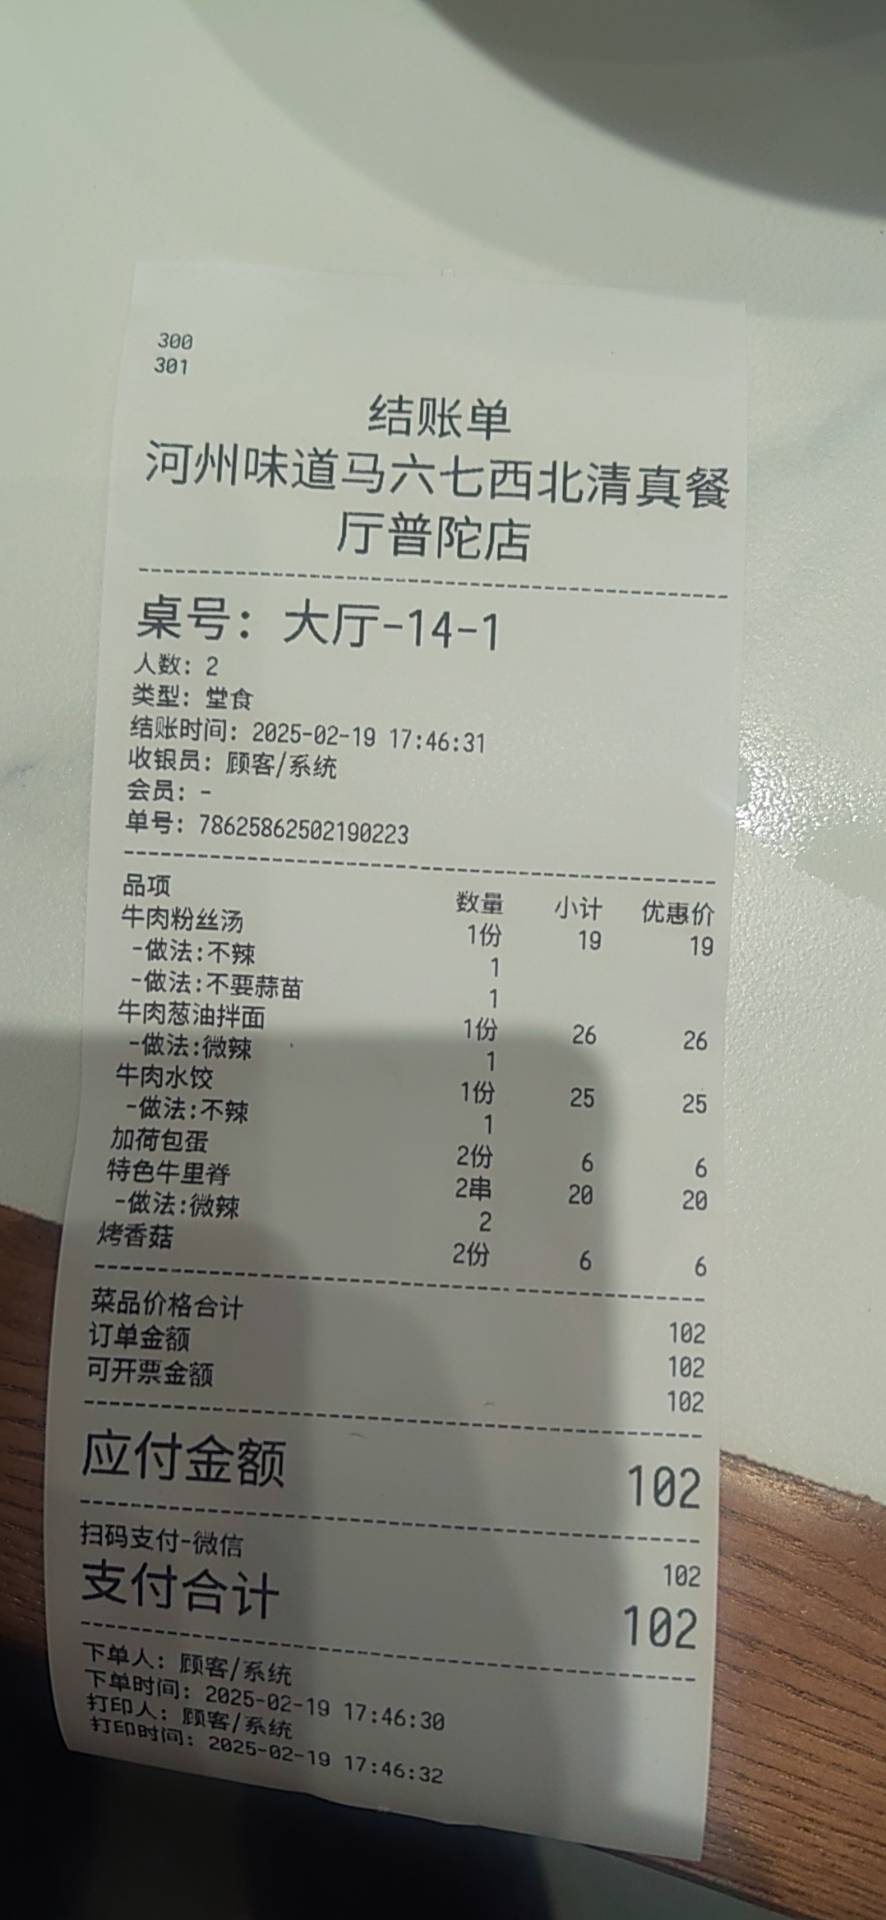 300
301
结账单
河州味道马六七西北清真餐
厅普陀店
桌号：大厅-14-1
人数：2
类型：堂食
结账时间：2025-02-19 17:46:31
收银员：顾客/系统
会员：-
单号：78625862502190223
品项 数量 小计 优惠价
牛肉粉丝汤 1份 19 19
-做法:不辣 1
-做法:不要蒜苗 1
牛肉葱油拌面 1份 26 26
-做法:微辣 1
牛肉水饺 1份 25 25
-做法:不辣 1
加荷包蛋 2份 6 6
特色牛里脊 2串 20 20
-做法:微辣 2
烤香菇 2份 6 6
菜品价格合计 102
订单金额 102
可开票金额 102
应付金额 102
扫码支付-微信 102
支付合计 102
下单人：顾客/系统
下单时间：2025-02-19 17:46:30
打印人：顾客/系统
打印时间：2025-02-19 17:46:32